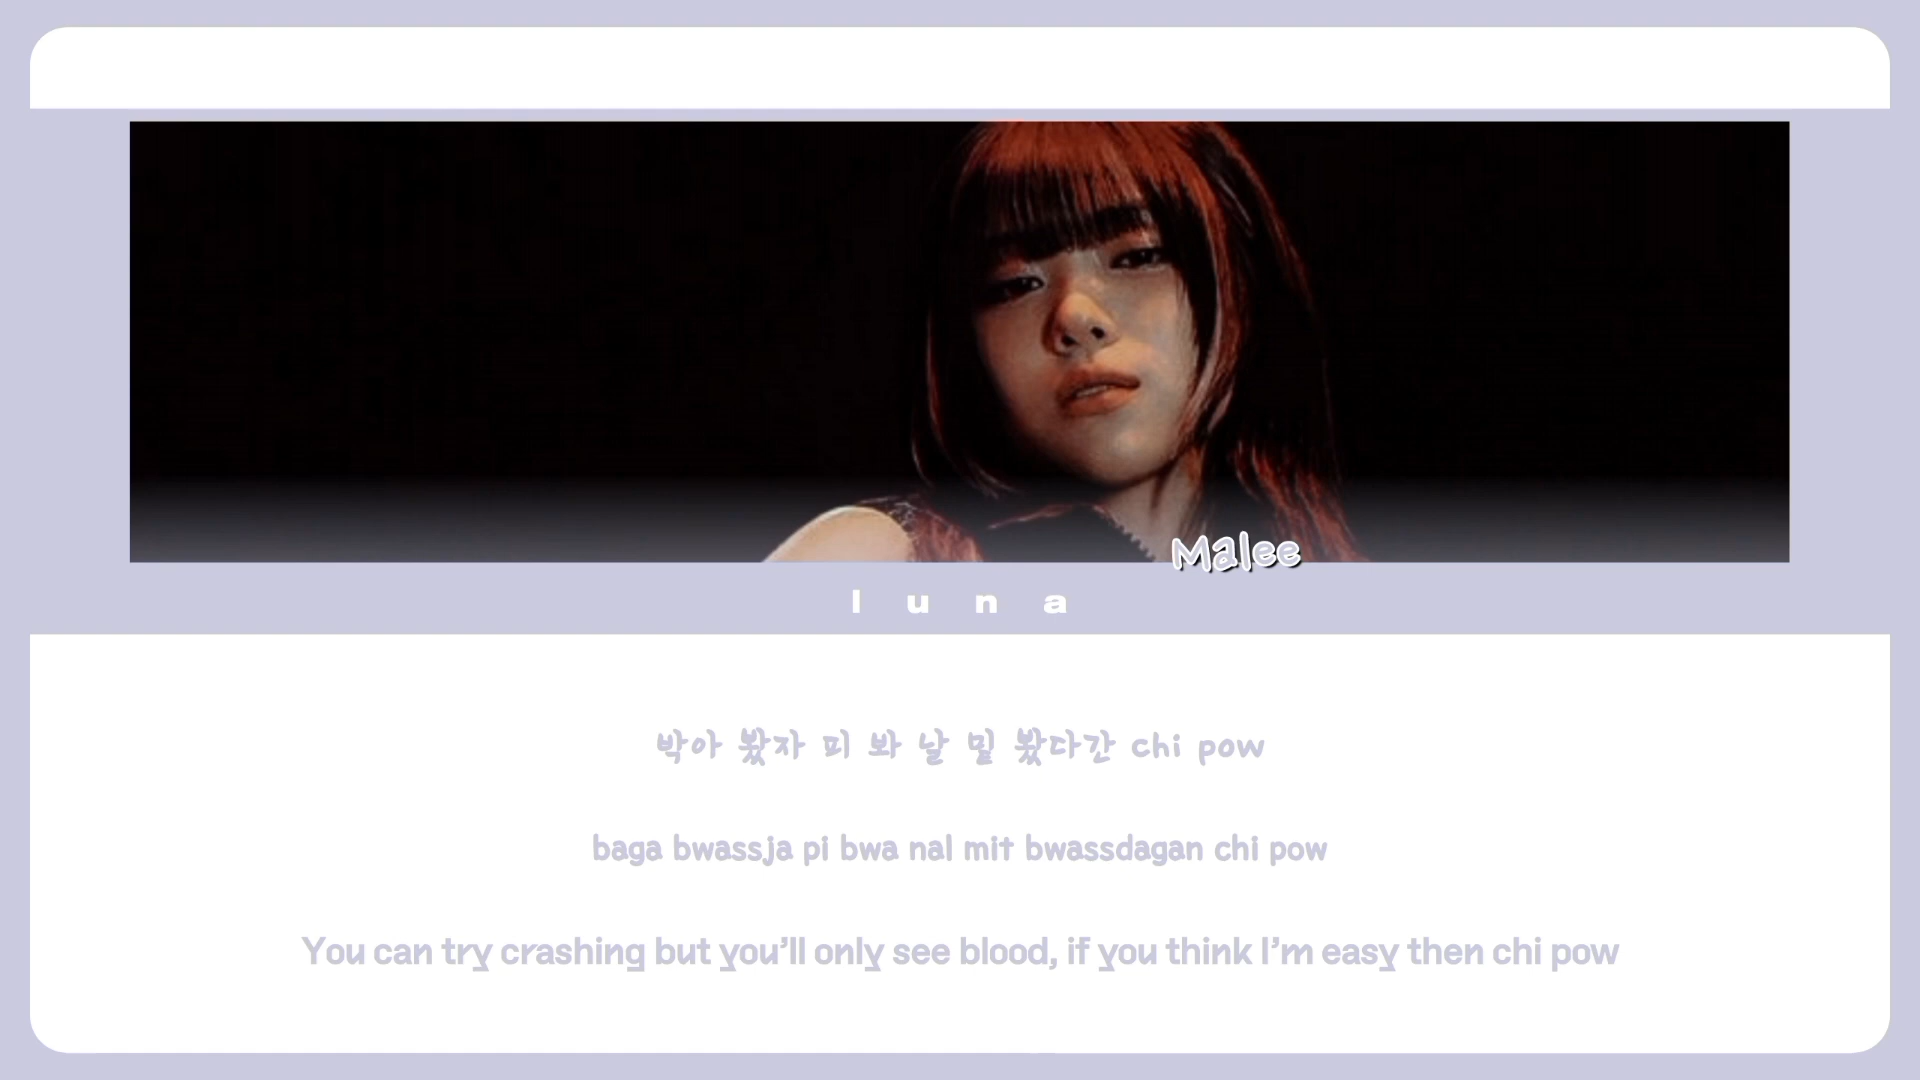 Malee
luna
박아 봤자 피 봐 날 밑 봤다간 chi pow
baga bwassja pi bwa nal mit bwassdagan chi pow
You can try crashing but you’ll only see blood, if you think I’m easy then chi pow